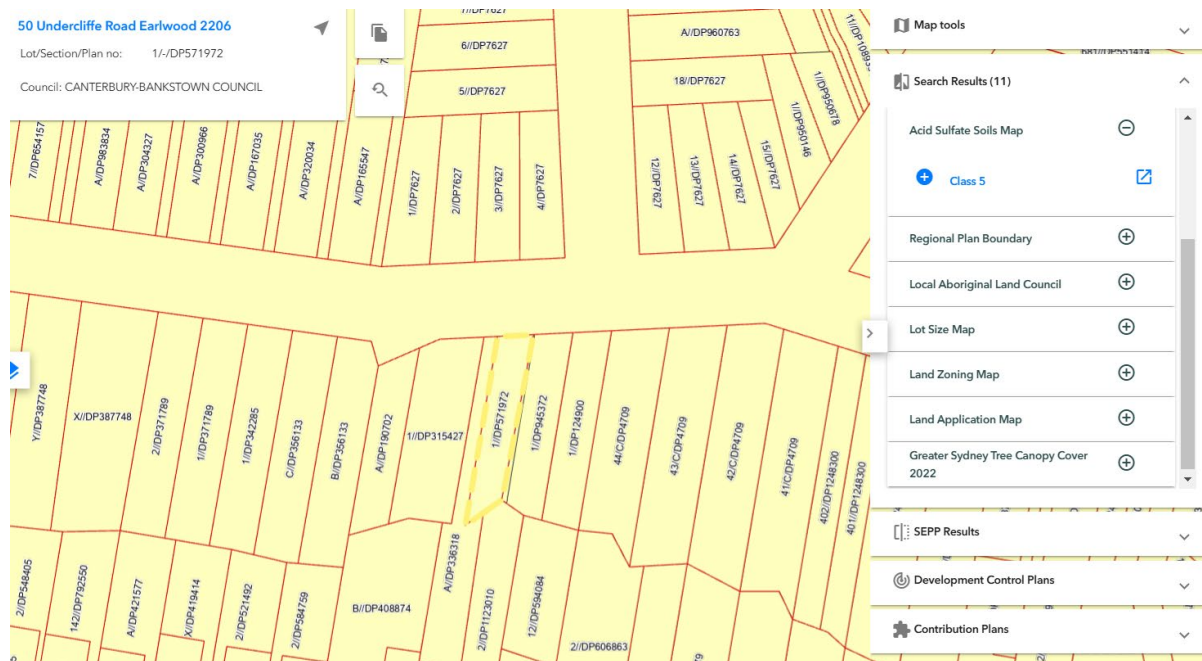 50 Undercliffe Road Earlwood 2206
Lot/Section/Plan no: 1/-/DP571972
Council: CANTERBURY-BANKSTOWN COUNCIL
6//DP7627
5//DP7627
A//DP960763
18//DP7627
1//DP950678
1//DP950146
7//DP654157
A//DP983834
A//DP304327
A//DP300966
A//DP167035
A//DP320034
A//DP165547
1//DP7627
2//DP7627
3//DP7627
4//DP7627
12//DP7627
13//DP7627
14//DP7627
15//DP7627
Y//DP387748
X//DP387748
2//DP371789
1//DP371789
1//DP342285
C//DP356133
B//DP356133
A//DP190702
1//DP315427
1//DP571972
1//DP945372
1//DP124900
44/C/DP4709
43/C/DP4709
42/C/DP4709
41/C/DP4709
402//DP1248300
401//DP1248300
2//DP548405
142//DP792550
A//DP421577
X//DP419414
2//DP521492
2//DP584759
B//DP408874
A//DP336318
2//DP1123010
12//DP594084
2//DP606863
Map tools
Search Results (11)
Acid Sulfate Soils Map
Class 5
Regional Plan Boundary
Local Aboriginal Land Council
Lot Size Map
Land Zoning Map
Land Application Map
Greater Sydney Tree Canopy Cover
2022
SEPP Results
Development Control Plans
Contribution Plans